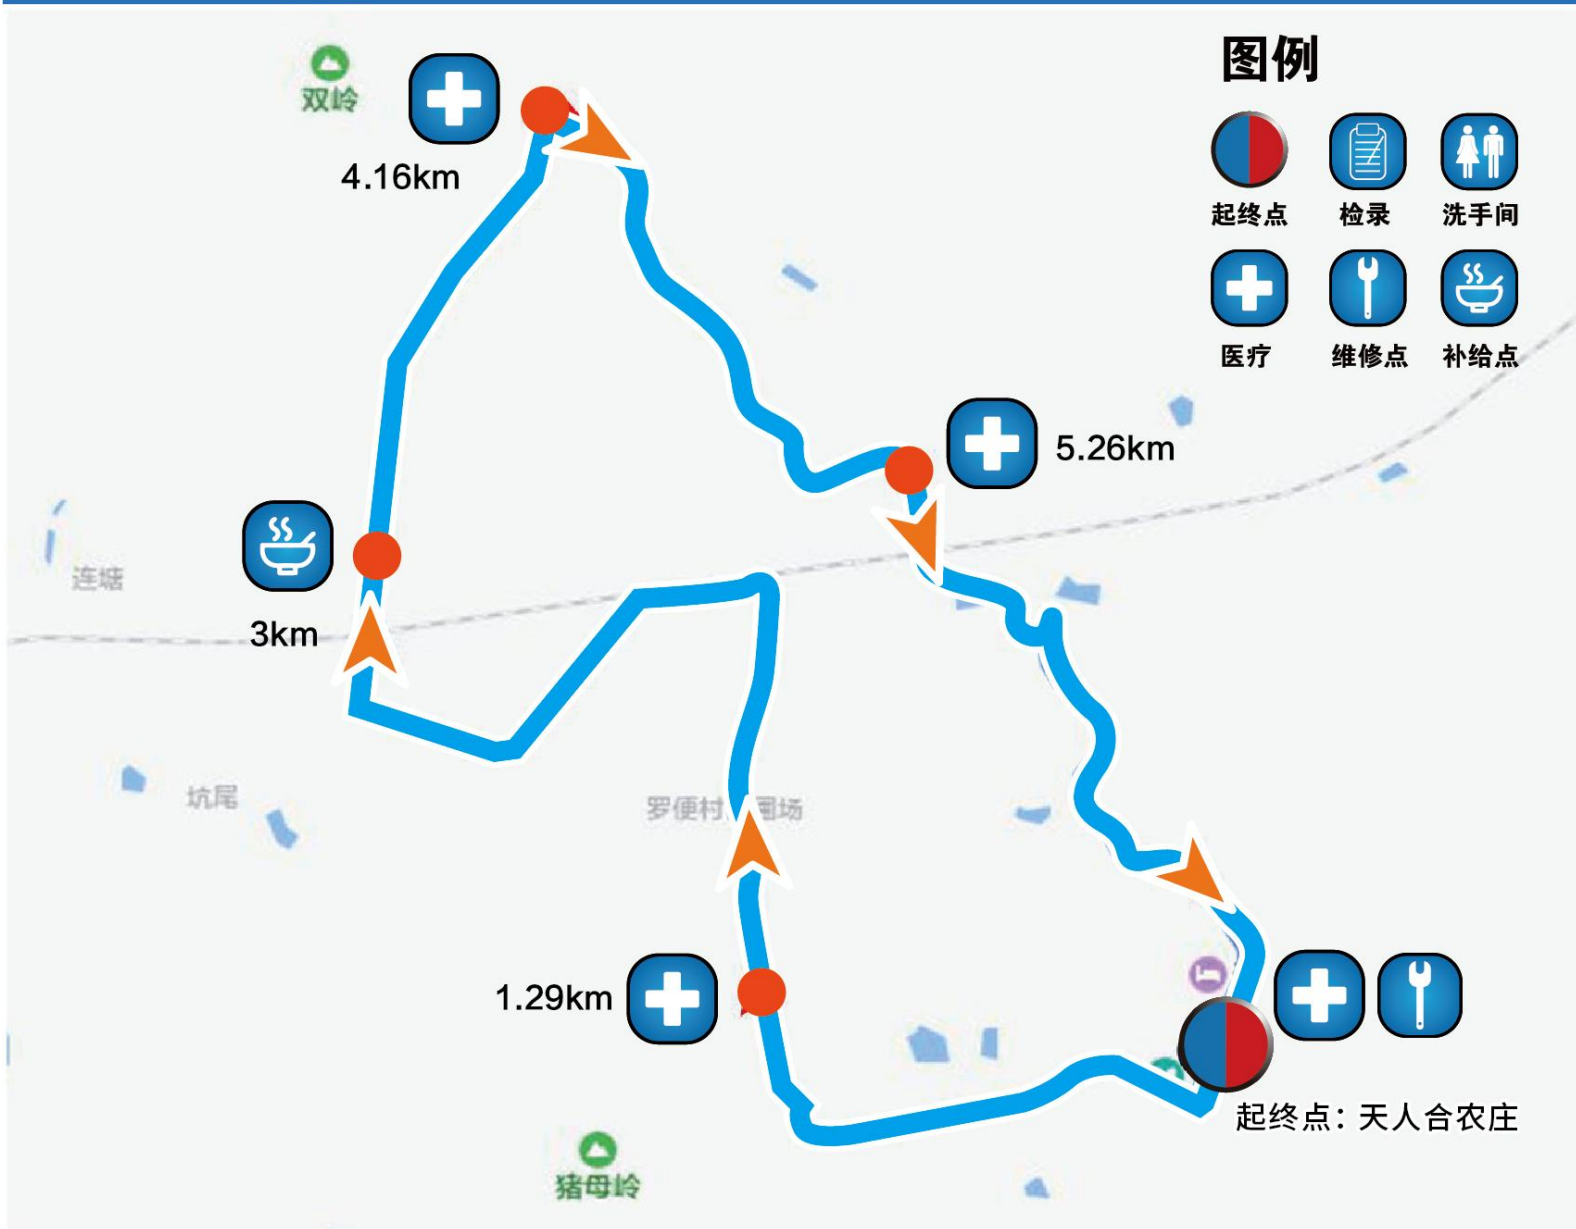 图例
双岭
4.16km
起终点
检录
洗手间
医疗
维修点
补给点
5.26km
连塘
3km
坑尾
罗便村
围场
1.29km
起终点：天人合农庄
猪母岭